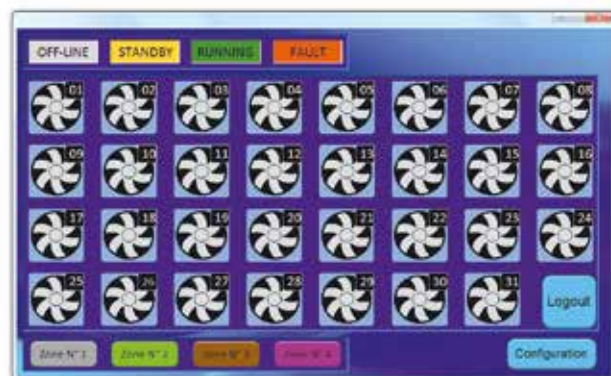 OFF-LINE STANDBY RUNNING FAULT
01 02 03 04 05 06 07 08
09 10 11 12 13 14 15 16
17 18 19 20 21 22 23 24
25 26 27 28 29 30 31 Logout
Zone N° 1 Zone N° 2 Zone N° 3 Zone N° 4 Configuration